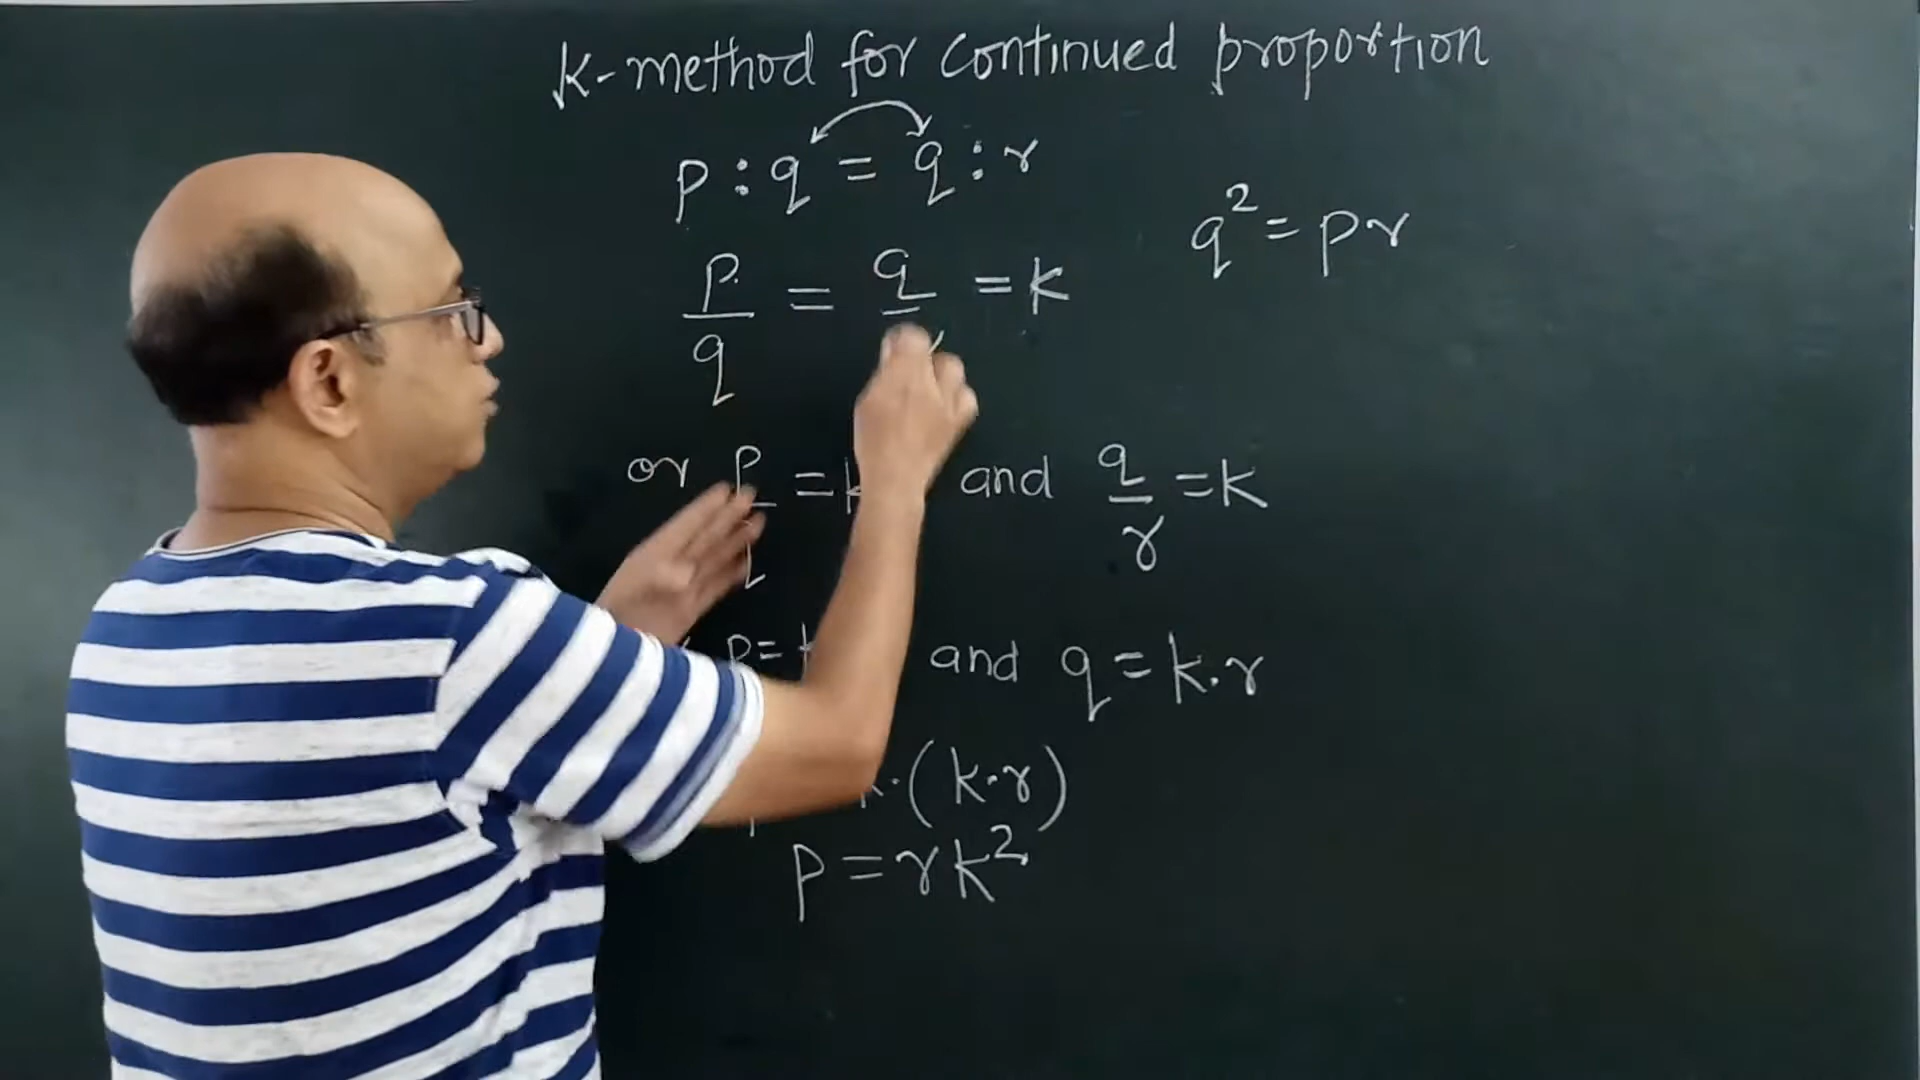 k-method for continued proportion
p : q = q : r
q² = pr
p/q = q/r = k
or p/q = k and q/r = k
p = k and q = k.r
k.(k.r)
p = rk²